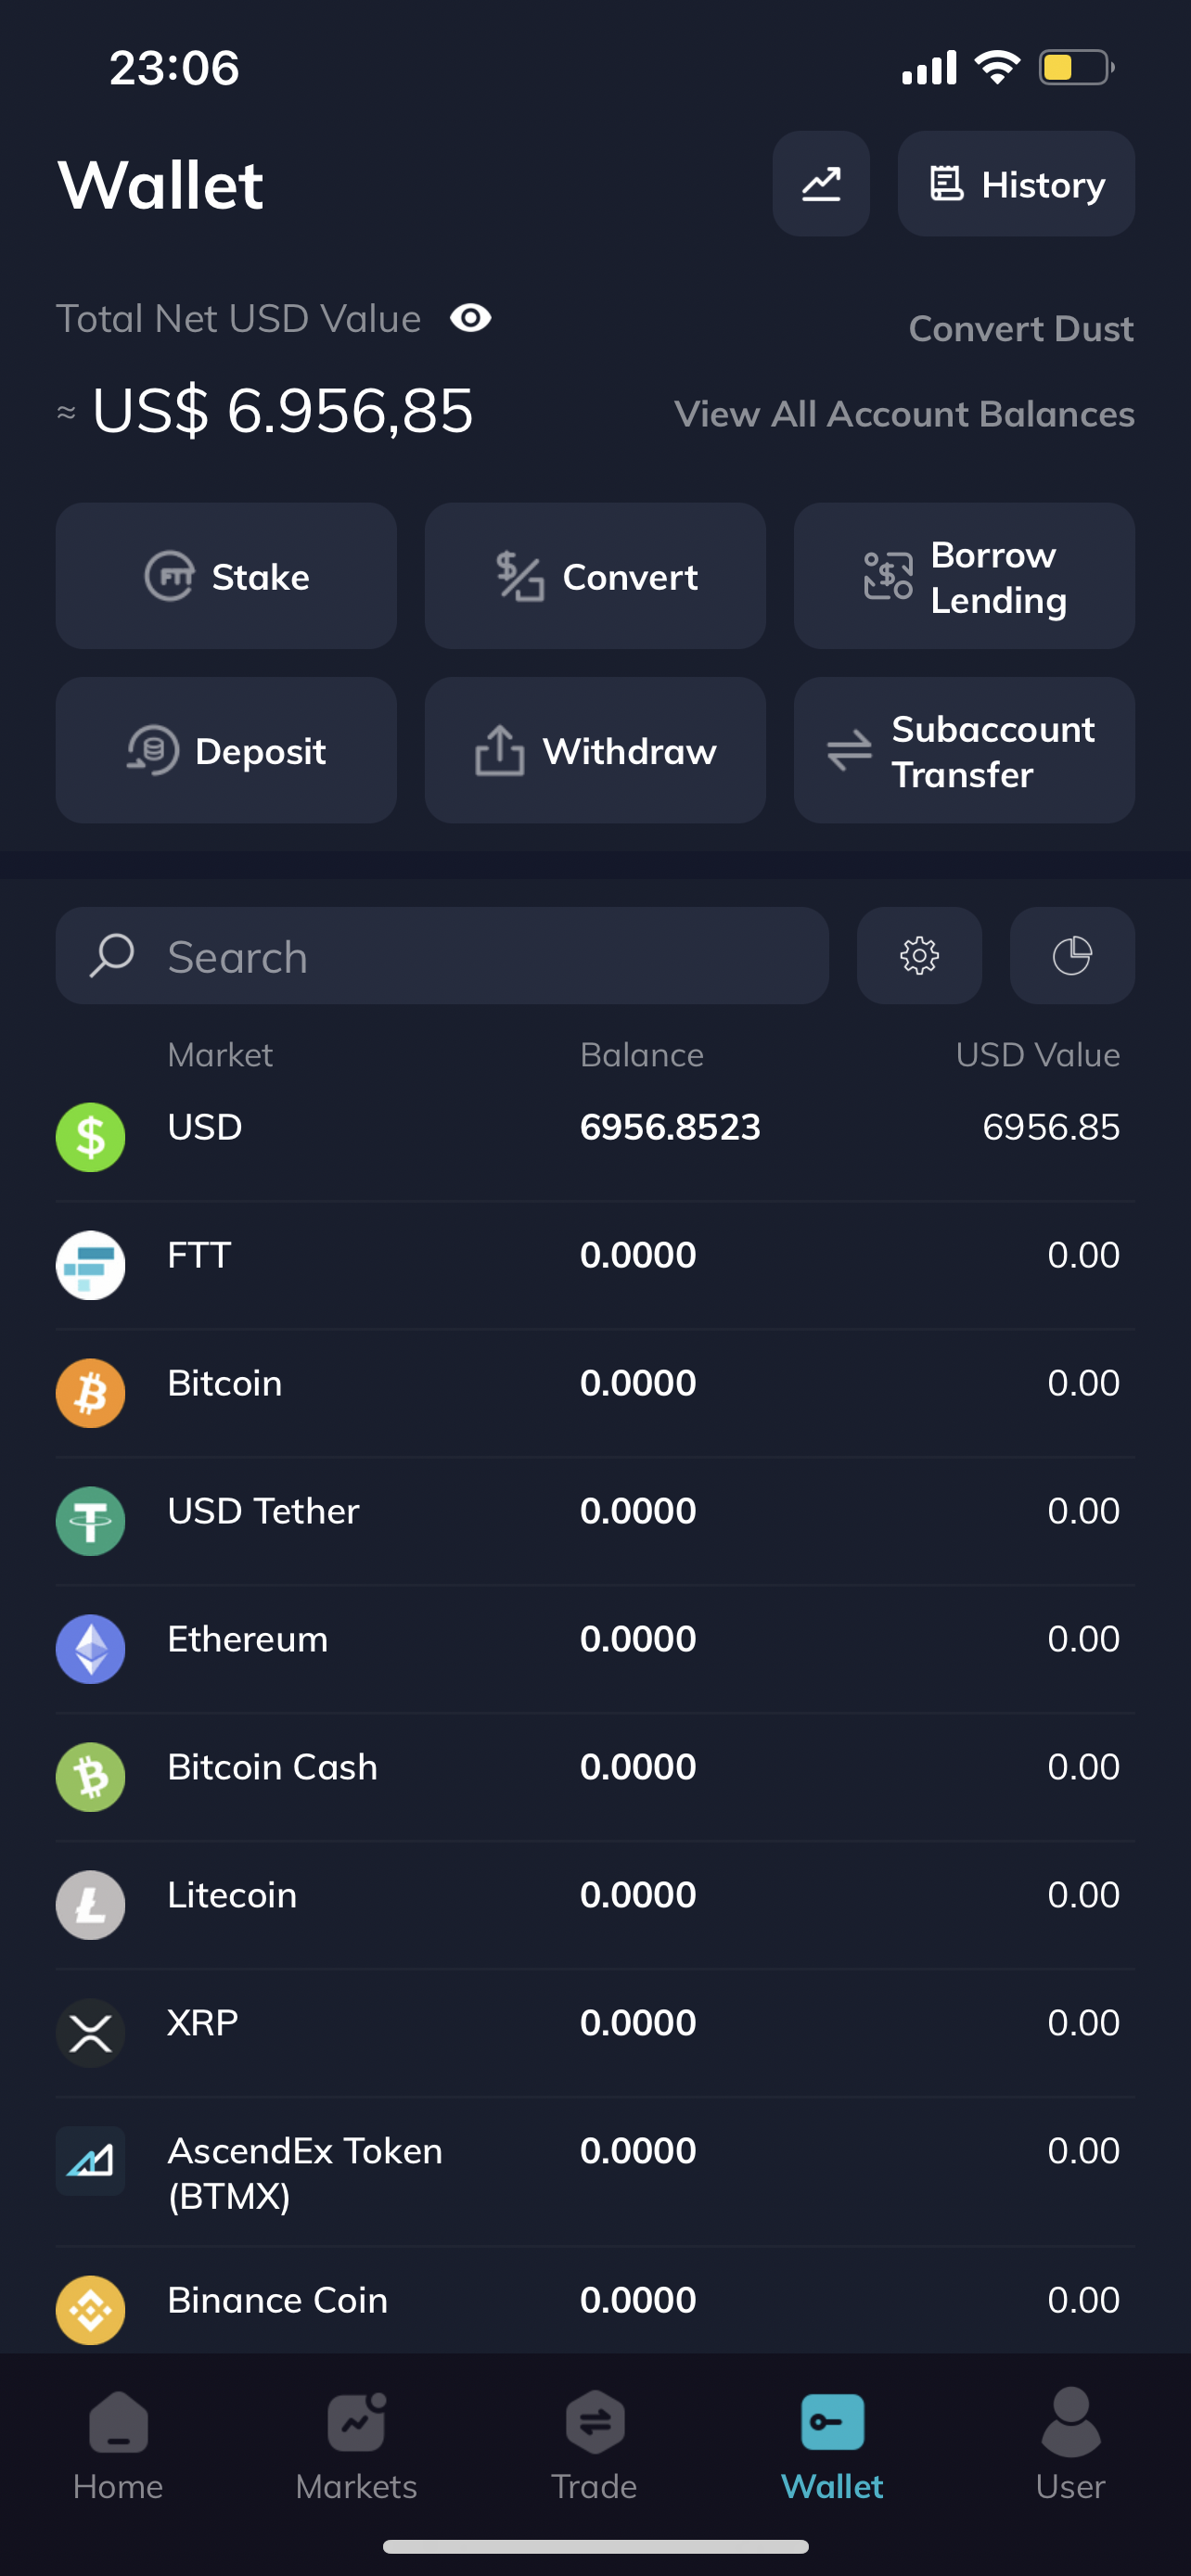 23:06
Wallet
History
Total Net USD Value
Convert Dust
≈ US$ 6.956,85
View All Account Balances
Stake
Convert
Borrow
Lending
Deposit
Withdraw
Subaccount
Transfer
Search
Market Balance USD Value
USD 6956.8523 6956.85
FTT 0.0000 0.00
Bitcoin 0.0000 0.00
USD Tether 0.0000 0.00
Ethereum 0.0000 0.00
Bitcoin Cash 0.0000 0.00
Litecoin 0.0000 0.00
XRP 0.0000 0.00
AscendEx Token 0.0000 0.00
(BTMX)
Binance Coin 0.0000 0.00
Home Markets Trade Wallet User